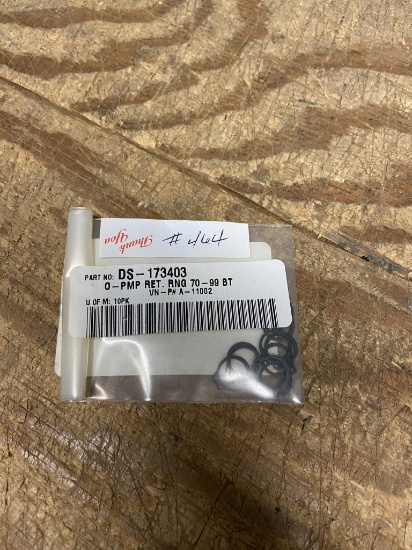 Thank You
#464
PART NO: DS-173403
O-PMP RET. RNG 70-99 BT
VN-P# A-11002
U OF M: 10PK